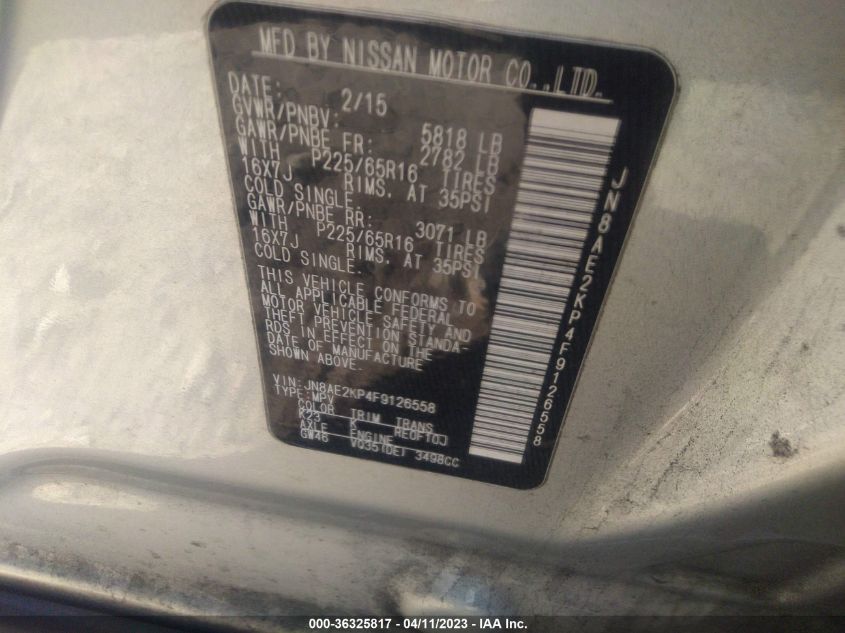 MFD BY NISSAN MOTOR CO.,LTD.
DATE: 2/15
GVWR/PNBV: 5818 LB
GAWR/PNBE FR: 2782 LB
WITH P225/65R16 TIRES
16X7J RIMS, AT 35PSI
COLD SINGLE.
GAWR/PNBE RR: 3071 LB
WITH P225/65R16 TIRES
16X7J RIMS, AT 35PSI
COLD SINGLE.
THIS VEHICLE CONFORMS TO
ALL APPLICABLE FEDERAL
MOTOR VEHICLE SAFETY AND
THEFT PREVENTION STANDA-
RDS IN EFFECT ON THE
DATE OF MANUFACTURE
SHOWN ABOVE.
VIN:JN8AE2KP4F9126558
TYPE:MPV
COLOR TRIM TRANS
K23 K RE0F10J
AXLE ENGINE
GW46 VQ35(DE) 3498CC
JN8AE2KP4F9126558
000-36325817 - 04/11/2023 - IAA Inc.